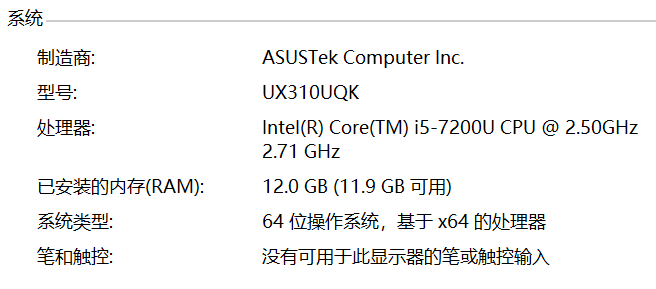 系统
制造商: ASUSTek Computer Inc.
型号: UX310UQK
处理器: Intel(R) Core(TM) i5-7200U CPU @ 2.50GHz
2.71 GHz
已安装的内存(RAM): 12.0 GB (11.9 GB 可用)
系统类型: 64 位操作系统，基于 x64 的处理器
笔和触控: 没有可用于此显示器的笔或触控输入